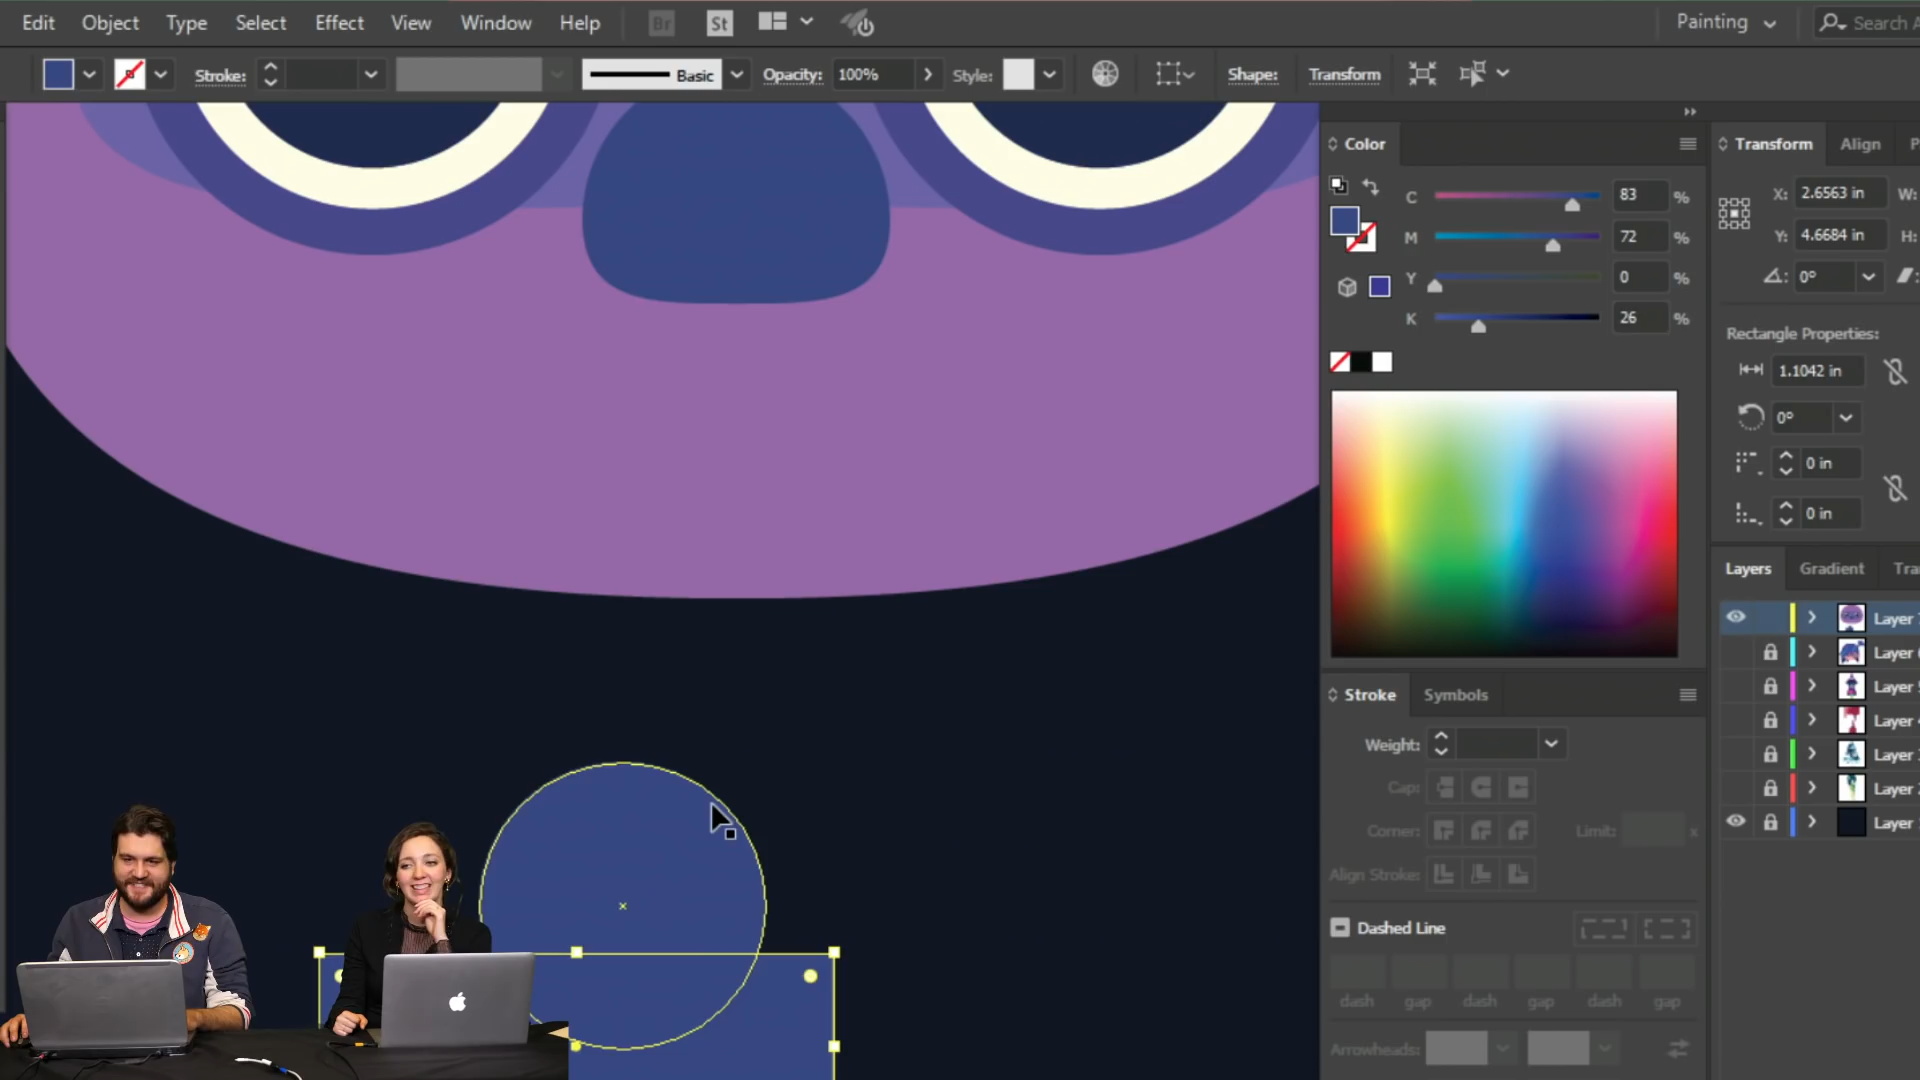 Edit Object Type Select Effect View Window Help Br St Painting Search A
Stroke: Basic Opacity: 100% Style: Shape: Transform
Color
C 83 %
M 72 %
Y 0 %
K 26 %
Transform Align P
X: 2.6563 in W:
Y: 4.6684 in H:
0°
Rectangle Properties:
1.1042 in
0°
0 in
0 in
Layers Gradient Tra
Layer
Layer
Layer
Layer
Layer
Layer
Layer
Stroke Symbols
Weight:
Cap:
Corner: Limit: x
Align Stroke:
Dashed Line
dash gap dash gap dash gap
Arrowheads: